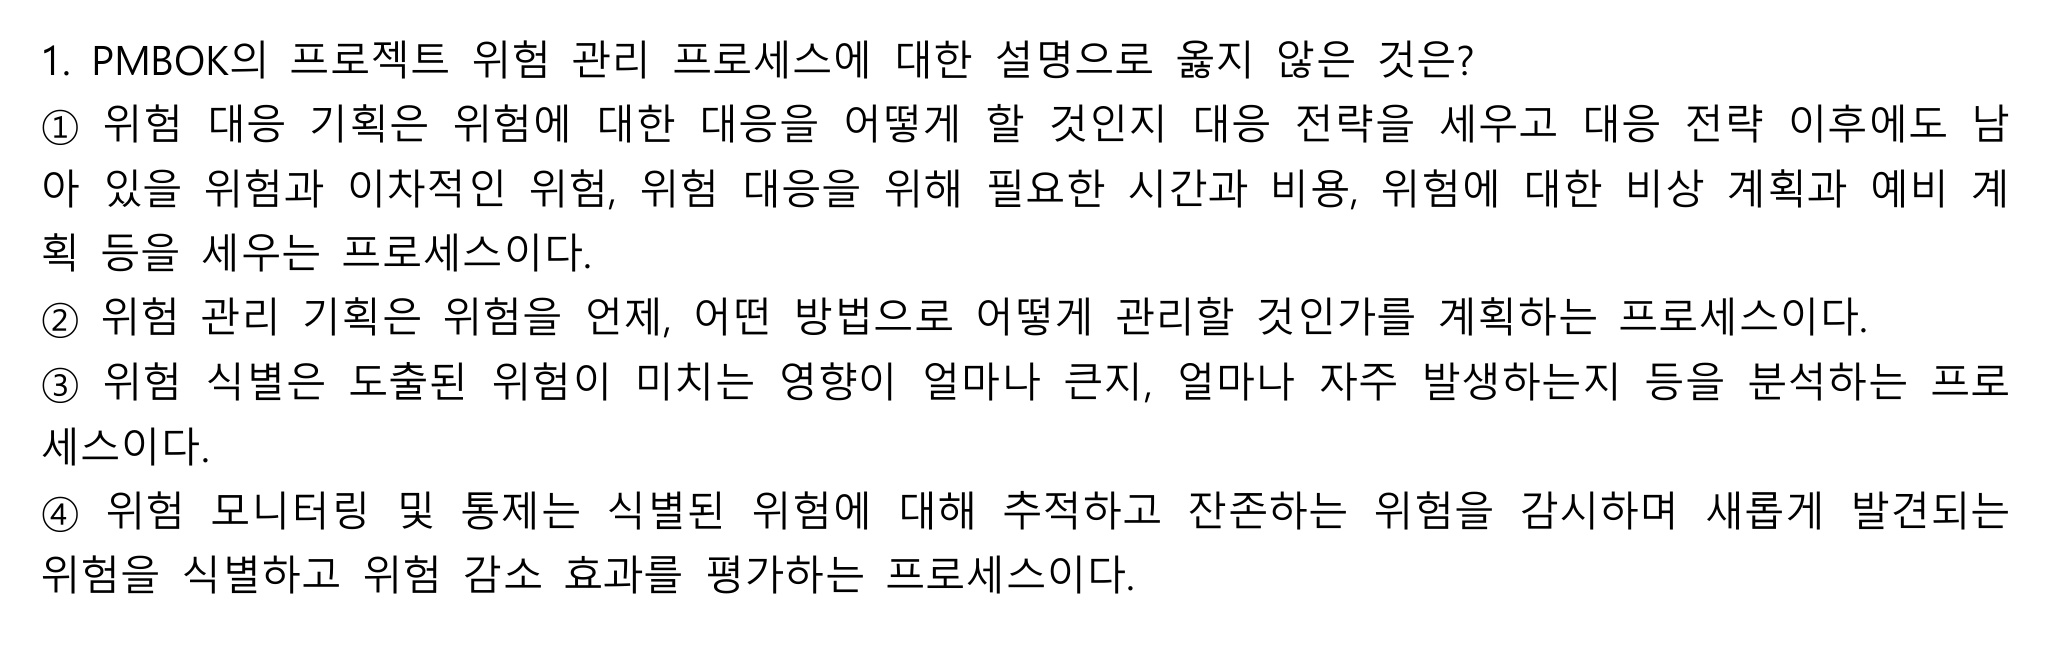 1. PMBOK의 프로젝트 위험 관리 프로세스에 대한 설명으로 옳지 않은 것은?
① 위험 대응 기획은 위험에 대한 대응을 어떻게 할 것인지 대응 전략을 세우고 대응 전략 이후에도 남
아 있을 위험과 이차적인 위험, 위험 대응을 위해 필요한 시간과 비용, 위험에 대한 비상 계획과 예비 계
획 등을 세우는 프로세스이다.
② 위험 관리 기획은 위험을 언제, 어떤 방법으로 어떻게 관리할 것인가를 계획하는 프로세스이다.
③ 위험 식별은 도출된 위험이 미치는 영향이 얼마나 큰지, 얼마나 자주 발생하는지 등을 분석하는 프로
세스이다.
④ 위험 모니터링 및 통제는 식별된 위험에 대해 추적하고 잔존하는 위험을 감시하며 새롭게 발견되는
위험을 식별하고 위험 감소 효과를 평가하는 프로세스이다.